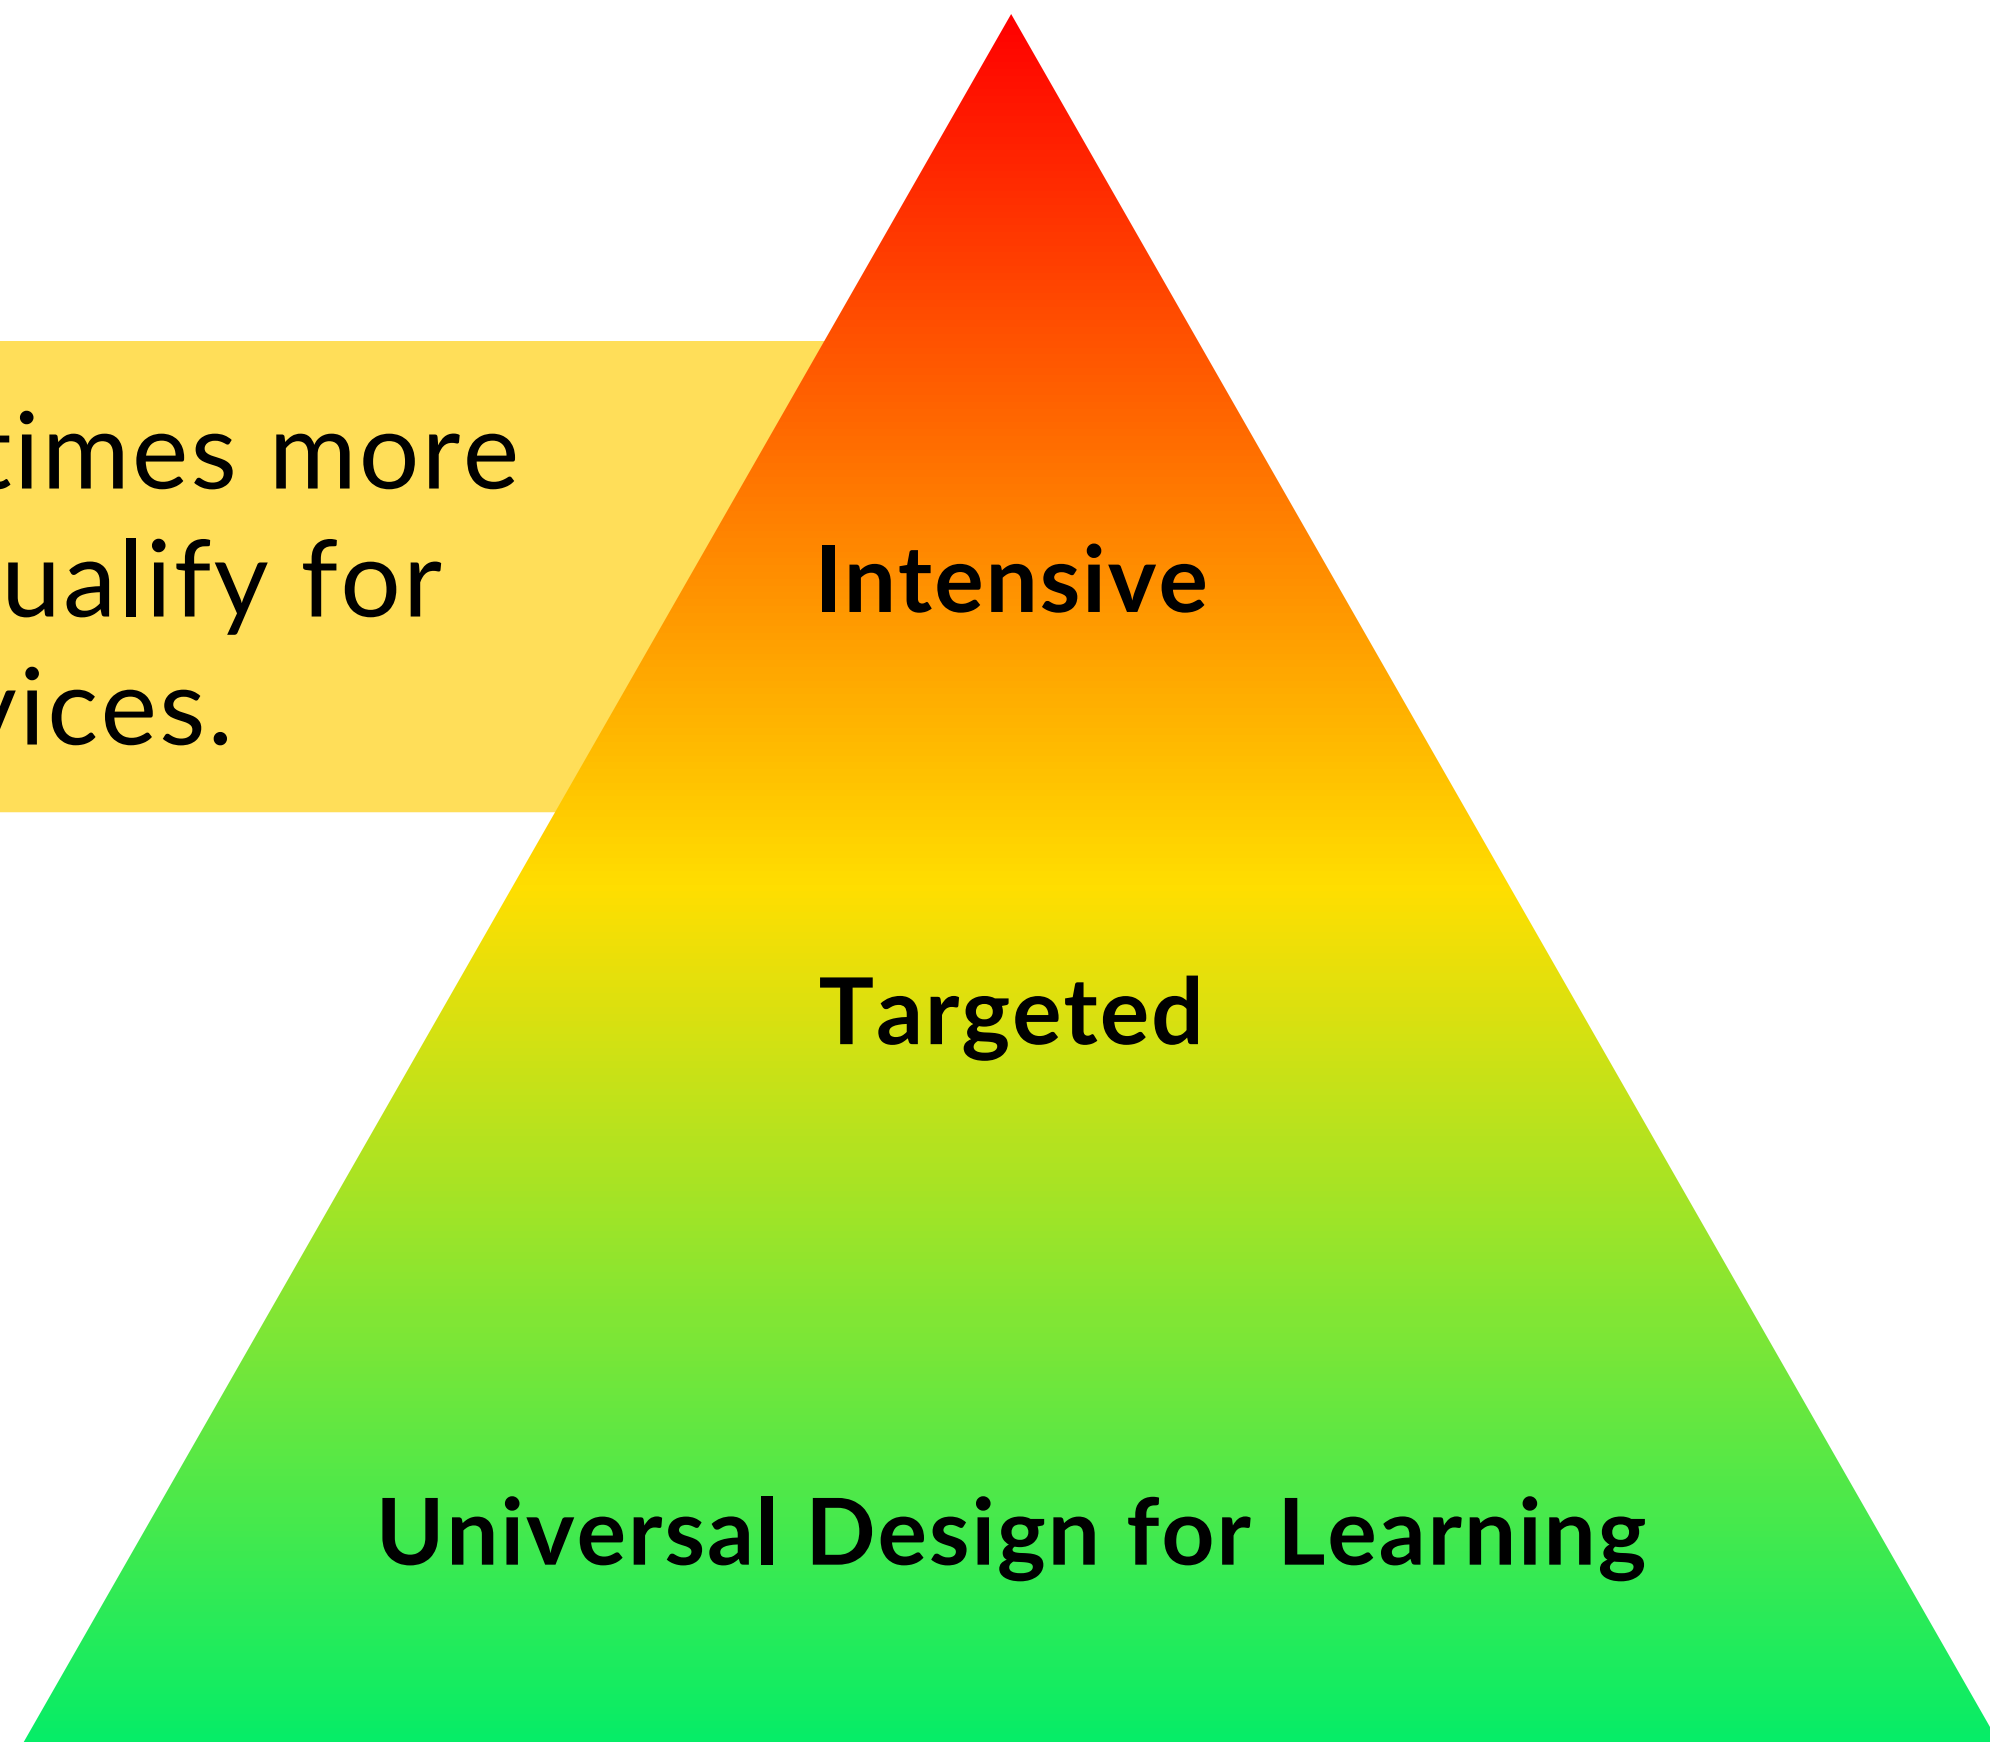 times more
ualify for
vices.
Intensive
Targeted
Universal Design for Learning